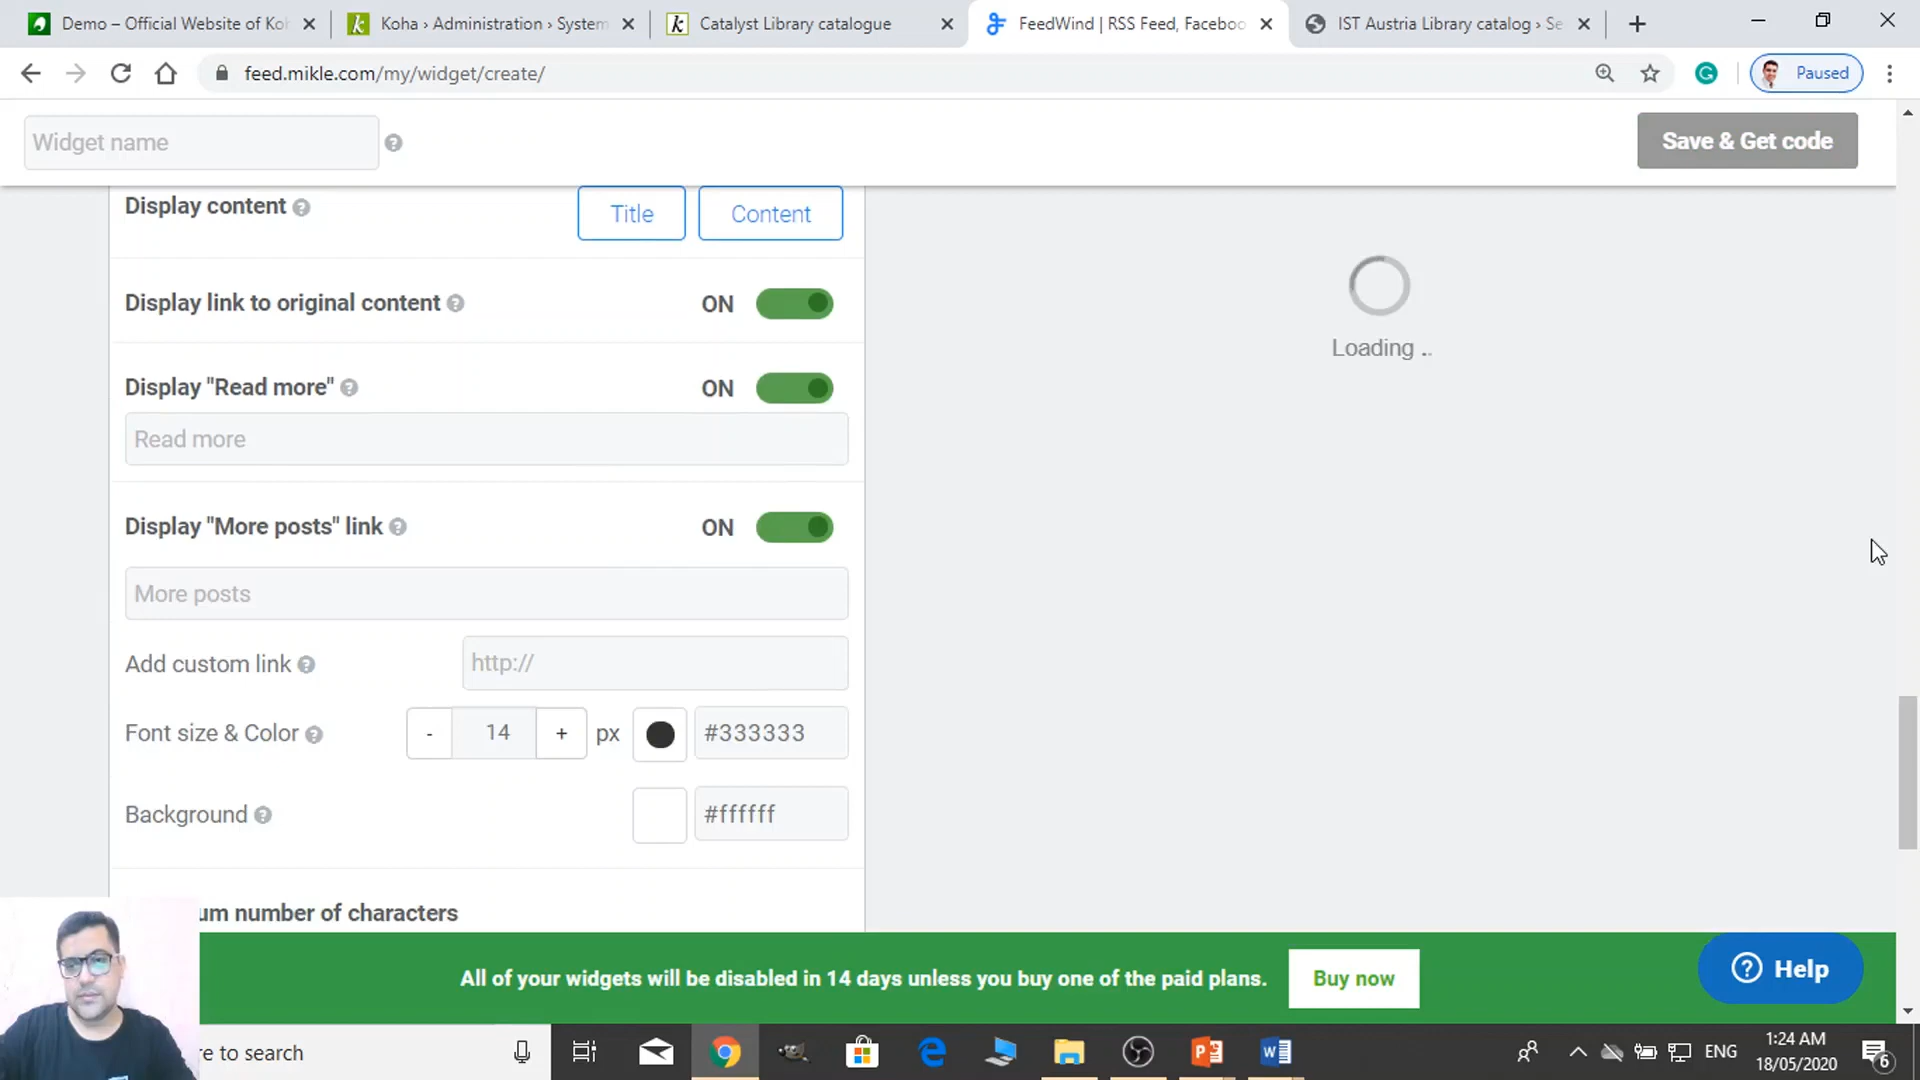 Demo – Official Website of Koh
Koha › Administration › System
Catalyst Library catalogue
FeedWind | RSS Feed, Faceboo
IST Austria Library catalog › Se
feed.mikle.com/my/widget/create/
Paused
Widget name
Save & Get code
Display content
Title
Content
Display link to original content
ON
Display "Read more"
ON
Read more
Display "More posts" link
ON
More posts
Add custom link
http://
Font size & Color
-
14
+
px
#333333
Background
#ffffff
um number of characters
Loading ..
All of your widgets will be disabled in 14 days unless you buy one of the paid plans.
Buy now
Help
re to search
ENG
1:24 AM
18/05/2020
6